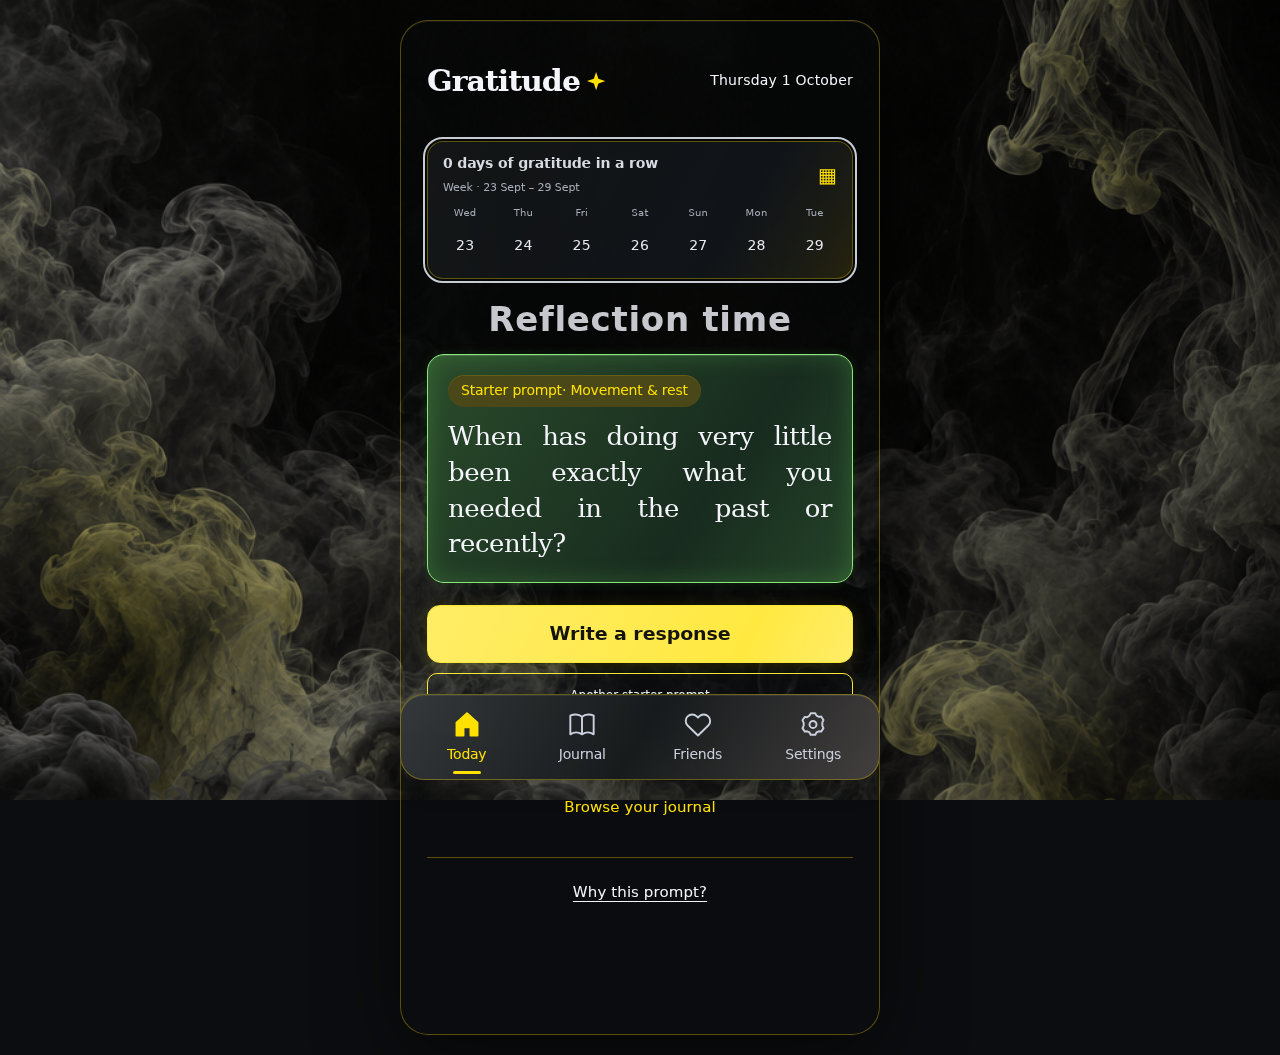 Gratitude
Thursday 1 October
0 days of gratitude in a row
Week · 23 Sept – 29 Sept
Wed Thu Fri Sat Sun Mon Tue
23 24 25 26 27 28 29
Reflection time
Starter prompt· Movement & rest
When has doing very little
been exactly what you
needed in the past or
recently?
Write a response
Another starter prompt
Today Journal Friends Settings
Browse your journal
Why this prompt?